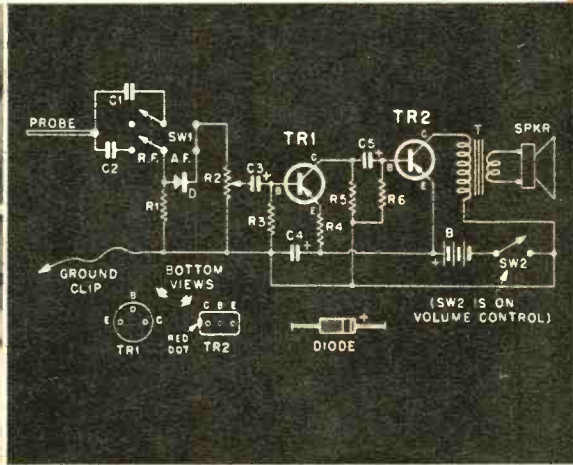 C1
PROBE
SW1
R.F. A.F.
C2
R1
D
R2
C3
+
B
TR1
C
E
R3
C4
+
R4
R5
C5
+
R6
B
TR2
C
E
T
SPKR
+
B
SW2
(SW2 IS ON
VOLUME CONTROL)
GROUND
CLIP
BOTTOM
VIEWS
B
E
C
TR1
RED
DOT
C B E
TR2
+
DIODE